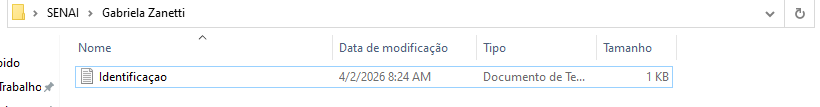 SENAI > Gabriela Zanetti
Nome Data de modificação Tipo Tamanho
Identificaçao 4/2/2026 8:24 AM Documento de Te... 1 KB
pido
Trabalho